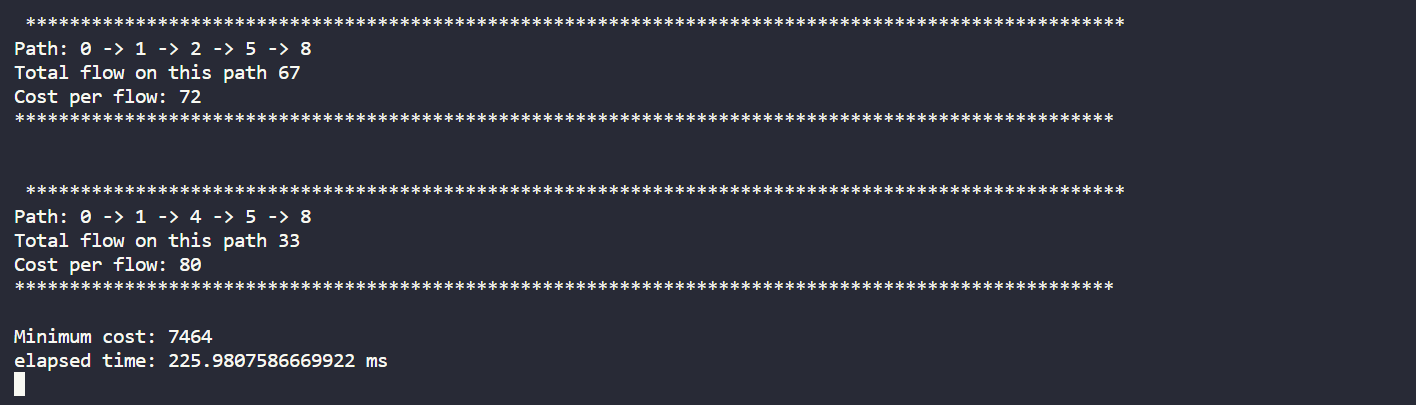 ****************************************************************************************************
Path: 0 -> 1 -> 2 -> 5 -> 8
Total flow on this path 67
Cost per flow: 72
****************************************************************************************************
****************************************************************************************************
Path: 0 -> 1 -> 4 -> 5 -> 8
Total flow on this path 33
Cost per flow: 80
****************************************************************************************************
Minimum cost: 7464
elapsed time: 225.9807586669922 ms